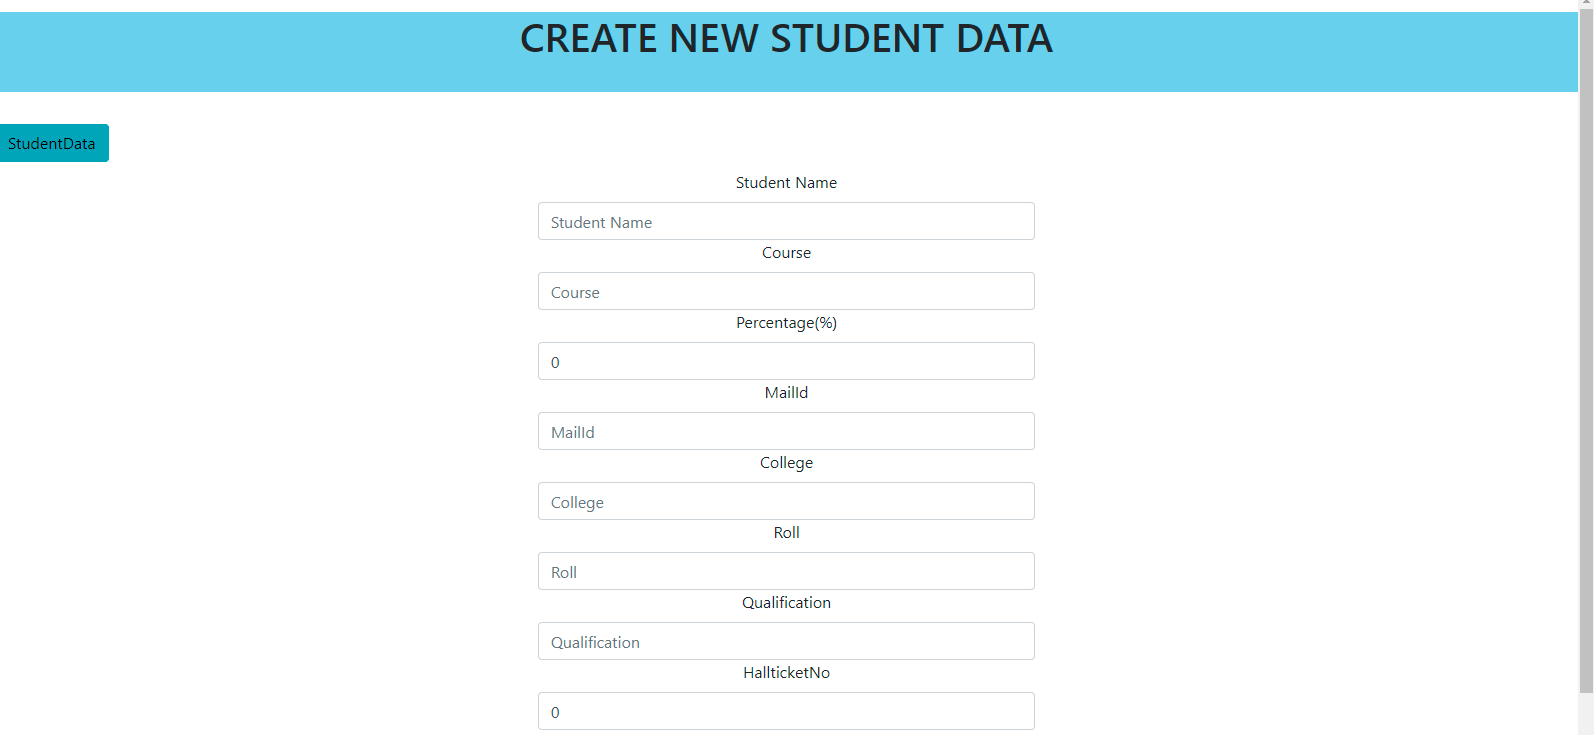 CREATE NEW STUDENT DATA
StudentData
Student Name
Student Name
Course
Course
Percentage(%)
0
MailId
MailId
College
College
Roll
Roll
Qualification
Qualification
HallticketNo
0